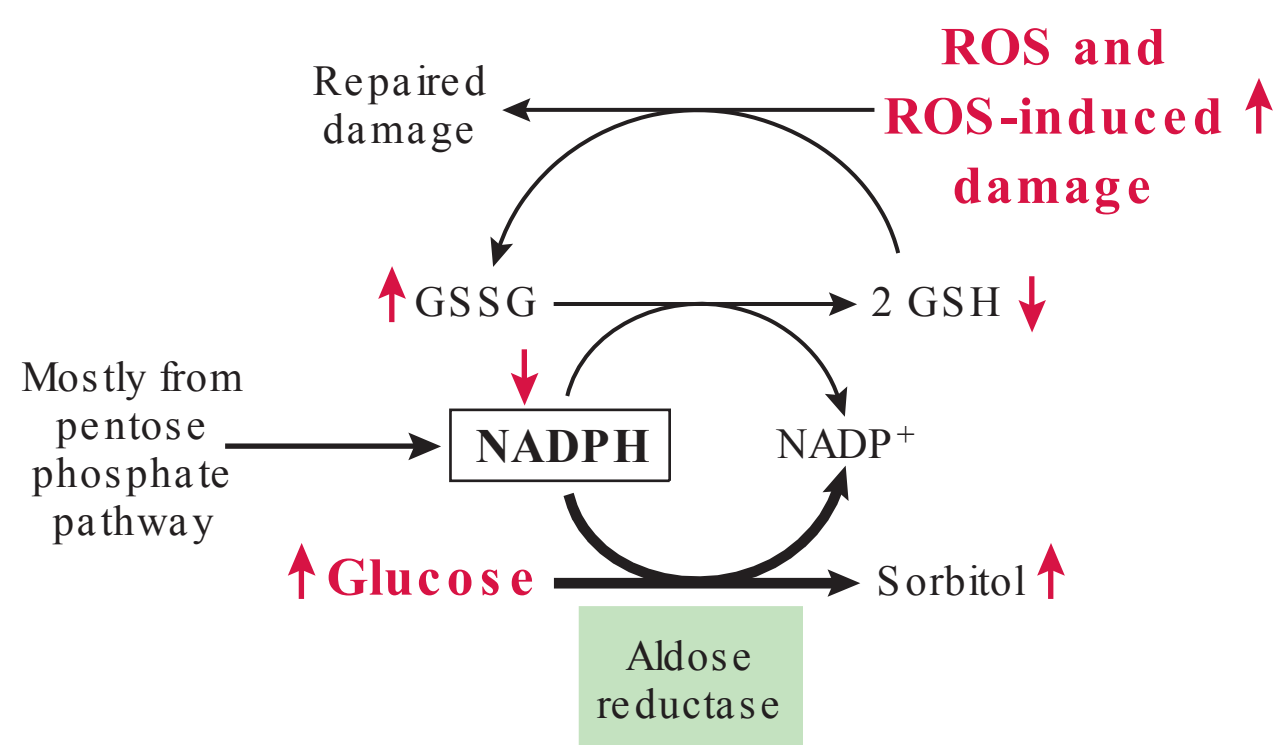 ROS and
ROS-induced
damage
Repaired
damage
GSSG
2 GSH
Mostly from
pentose
phosphate
pathway
NADPH
NADP+
Glucose
Sorbitol
Aldose
reductase